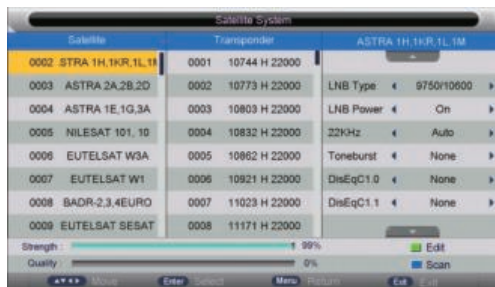 Satellite System
Satellite Transponder ASTRA 1H,1KR,1L,1M
0002 .STRA 1H,1KR,1L,1M 0001 10744 H 22000
0003 ASTRA 2A,2B,2D 0002 10773 H 22000 LNB Type 9750/10600
0004 ASTRA 1E,1G,3A 0003 10803 H 22000 LNB Power On
0005 NILESAT 101, 10 0004 10832 H 22000 22KHz Auto
0006 EUTELSAT W3A 0005 10862 H 22000 Toneburst None
0007 EUTELSAT W1 0006 10921 H 22000 DisEqC1.0 None
0008 BADR-2,3,4EURO 0007 11023 H 22000 DisEqC1.1 None
0009 EUTELSAT SESAT 0008 11171 H 22000
Strength : 99% Edit
Quality : 0% Scan
Move Enter Select Menu Return Exit Exit